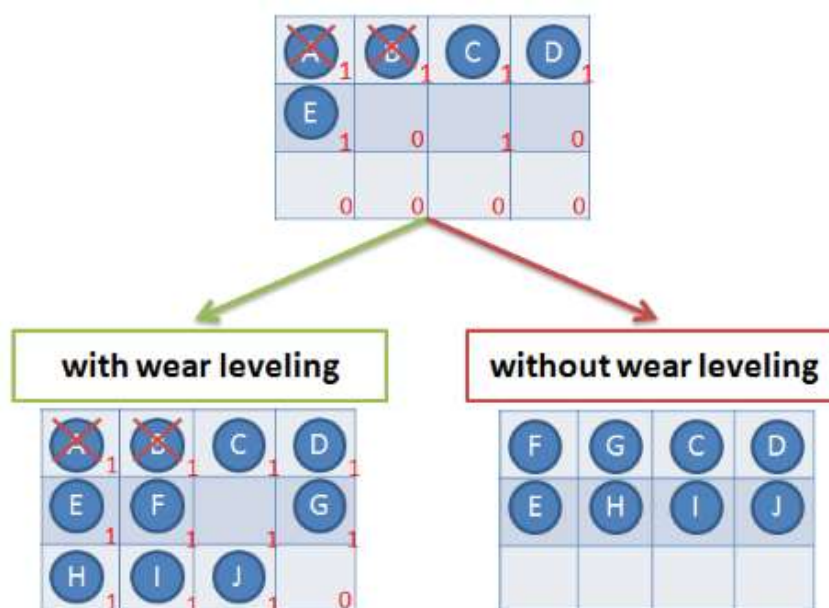 A 1 B 1 C 1 D 1
E 1 0 1 0
0 0 0 0
with wear leveling
without wear leveling
A 1 B 1 C 1 D 1
E 1 F 1 1 G 1
H 1 I 1 J 1 0
F G C D
E H I J